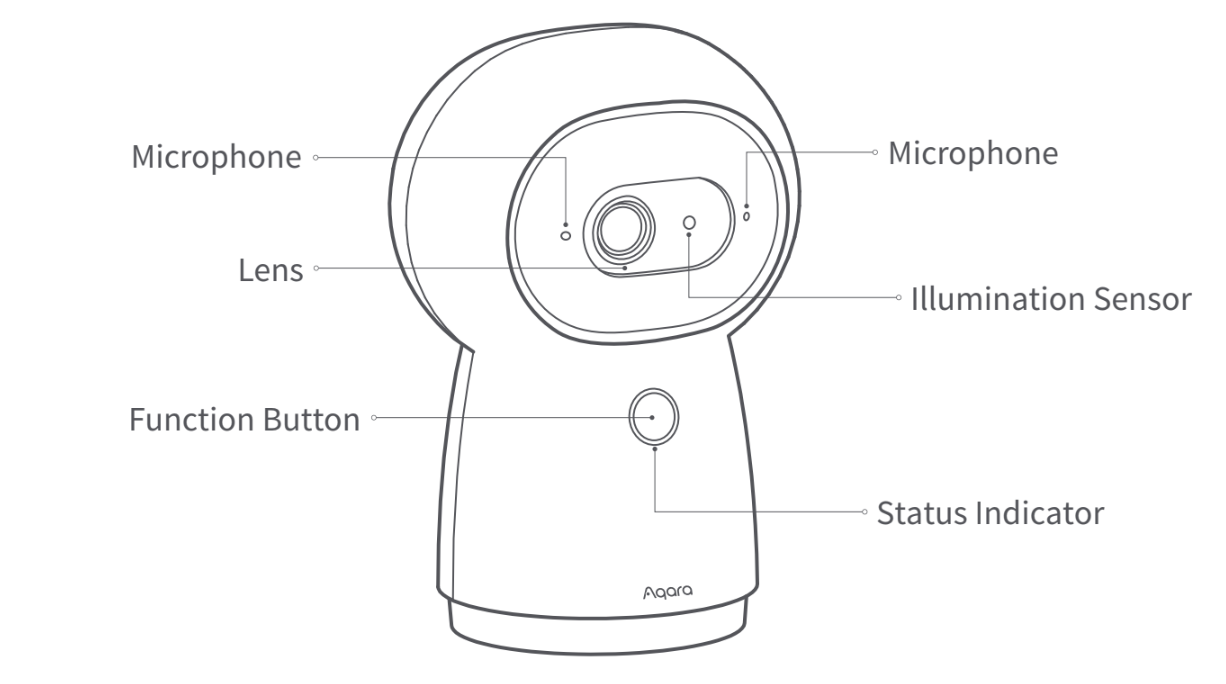 Microphone
Microphone
Lens
Illumination Sensor
Function Button
Status Indicator
Aqara